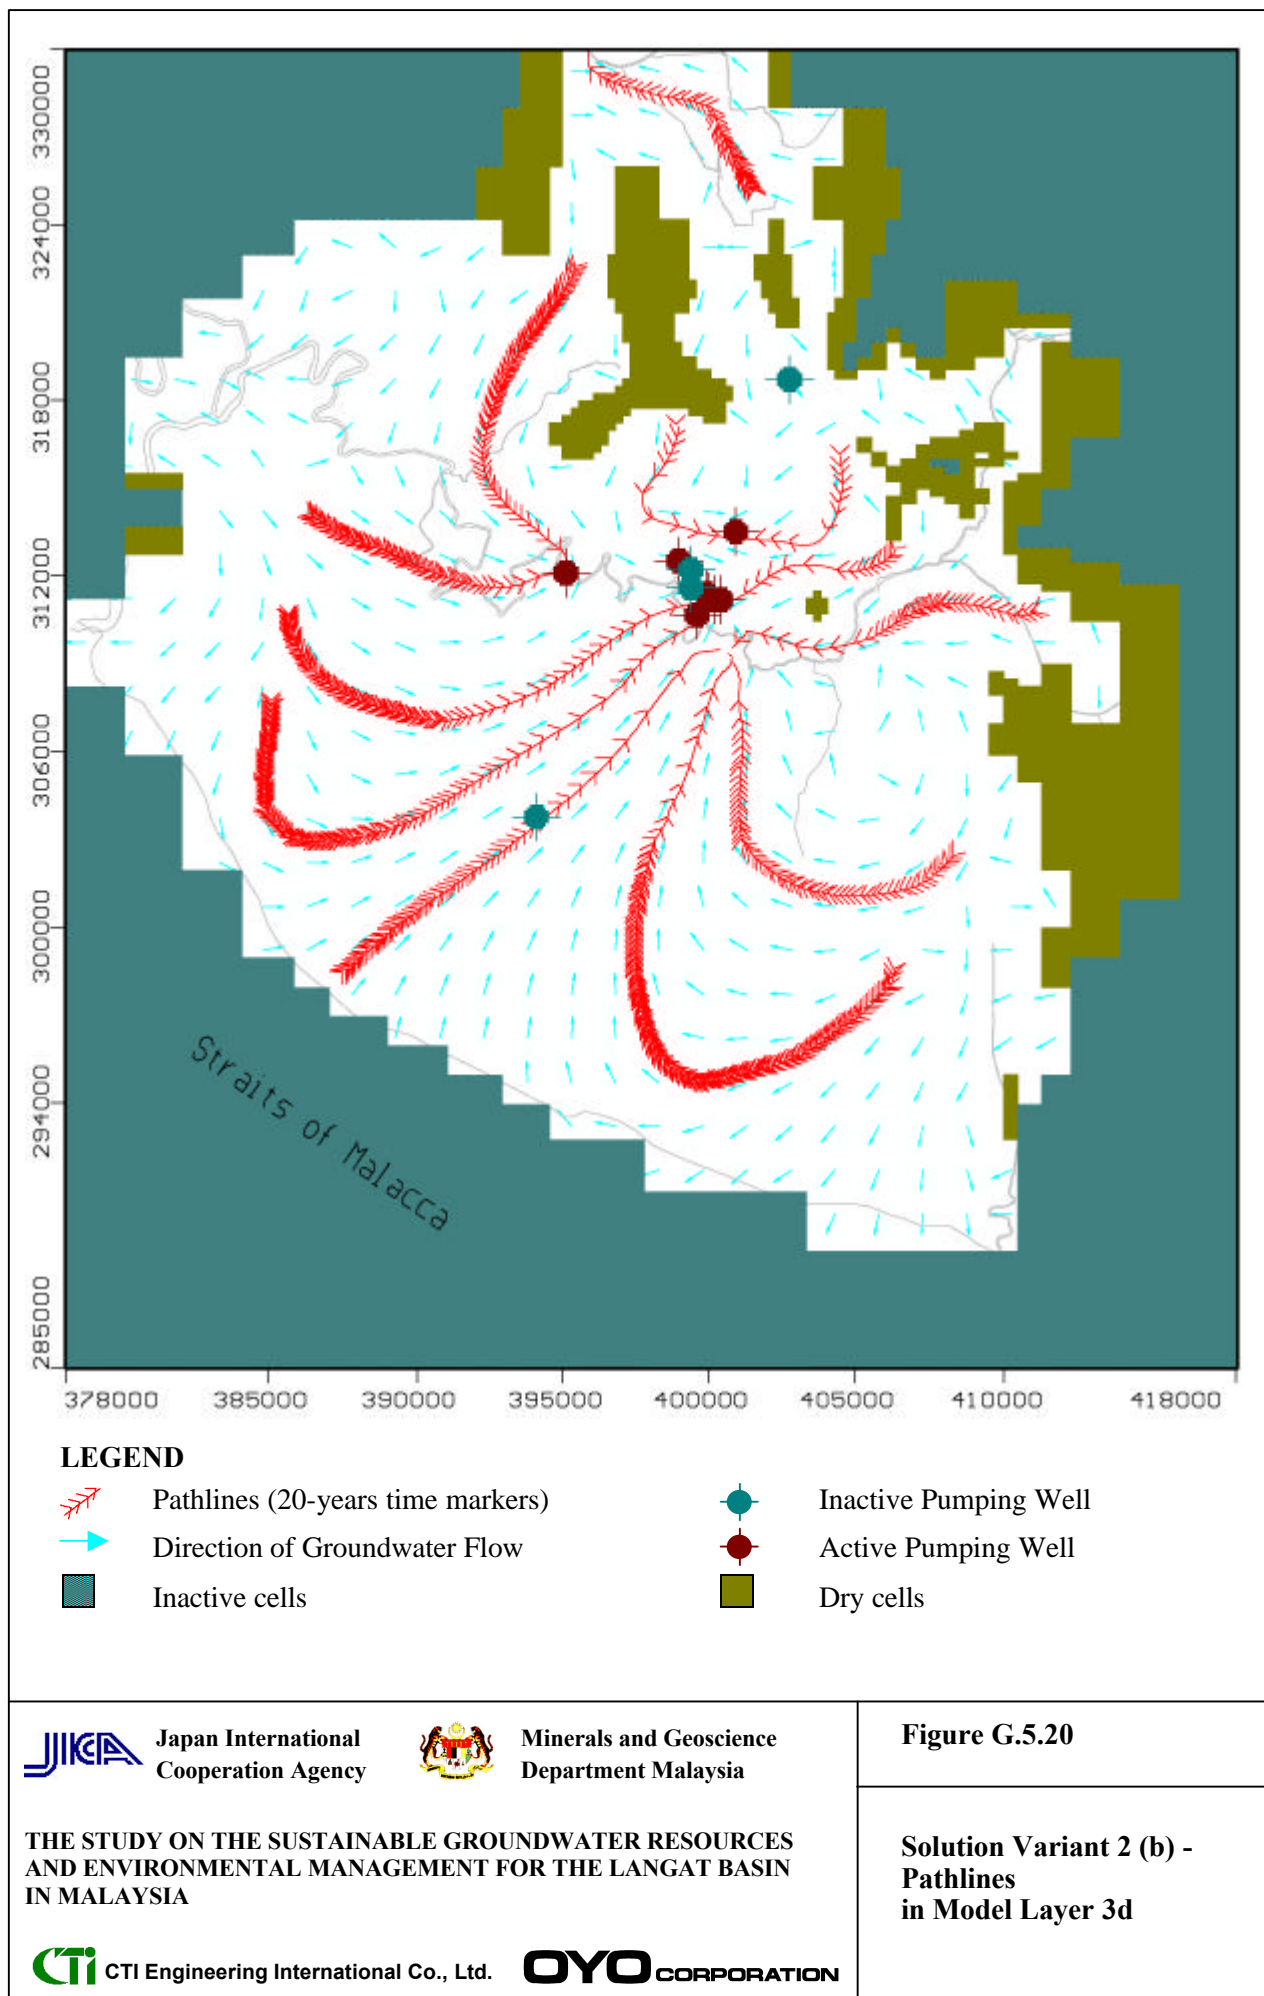 330000
324000
318000
312000
306000
300000
294000
285000
Straits of Malacca
378000 385000 390000 395000 400000 405000 410000 418000
LEGEND
Pathlines (20-years time markers)
Inactive Pumping Well
Direction of Groundwater Flow
Active Pumping Well
Inactive cells
Dry cells
JICA
Japan International
Cooperation Agency
Minerals and Geoscience
Department Malaysia
Figure G.5.20
THE STUDY ON THE SUSTAINABLE GROUNDWATER RESOURCES
AND ENVIRONMENTAL MANAGEMENT FOR THE LANGAT BASIN
IN MALAYSIA
Solution Variant 2 (b) -
Pathlines
in Model Layer 3d
CTi CTI Engineering International Co., Ltd.
OYO CORPORATION